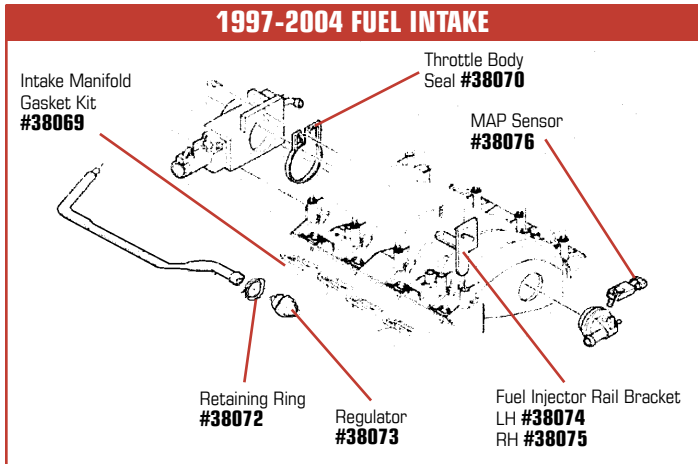 1997-2004 FUEL INTAKE
Throttle Body
Seal #38070
Intake Manifold
Gasket Kit
#38069
MAP Sensor
#38076
Retaining Ring
#38072
Regulator
#38073
Fuel Injector Rail Bracket
LH #38074
RH #38075